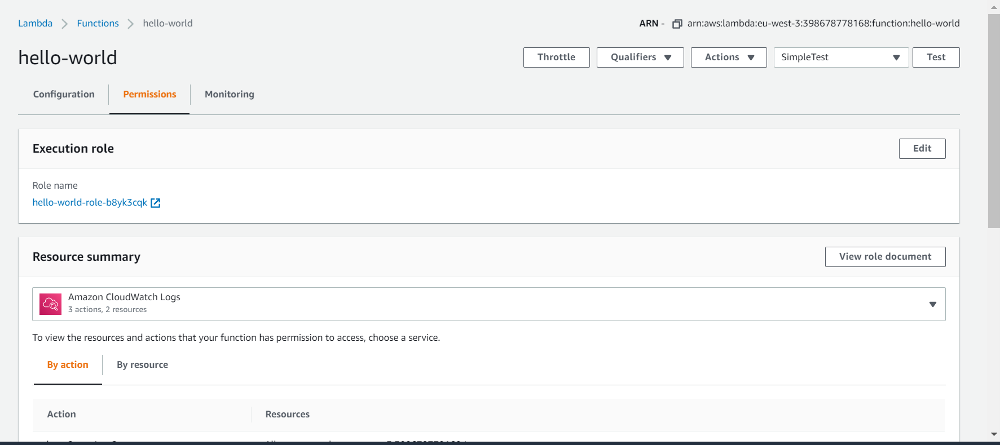 Lambda Functions hello-world
ARN - arn:aws:lambda:eu-west-3:398678778168:function:hello-world
hello-world
Throttle Qualifiers Actions SimpleTest Test
Configuration Permissions Monitoring
Execution role Edit
Role name
hello-world-role-b8yk3cqk
Resource summary View role document
Amazon CloudWatch Logs
3 actions, 2 resources
To view the resources and actions that your function has permission to access, choose a service.
By action By resource
Action Resources